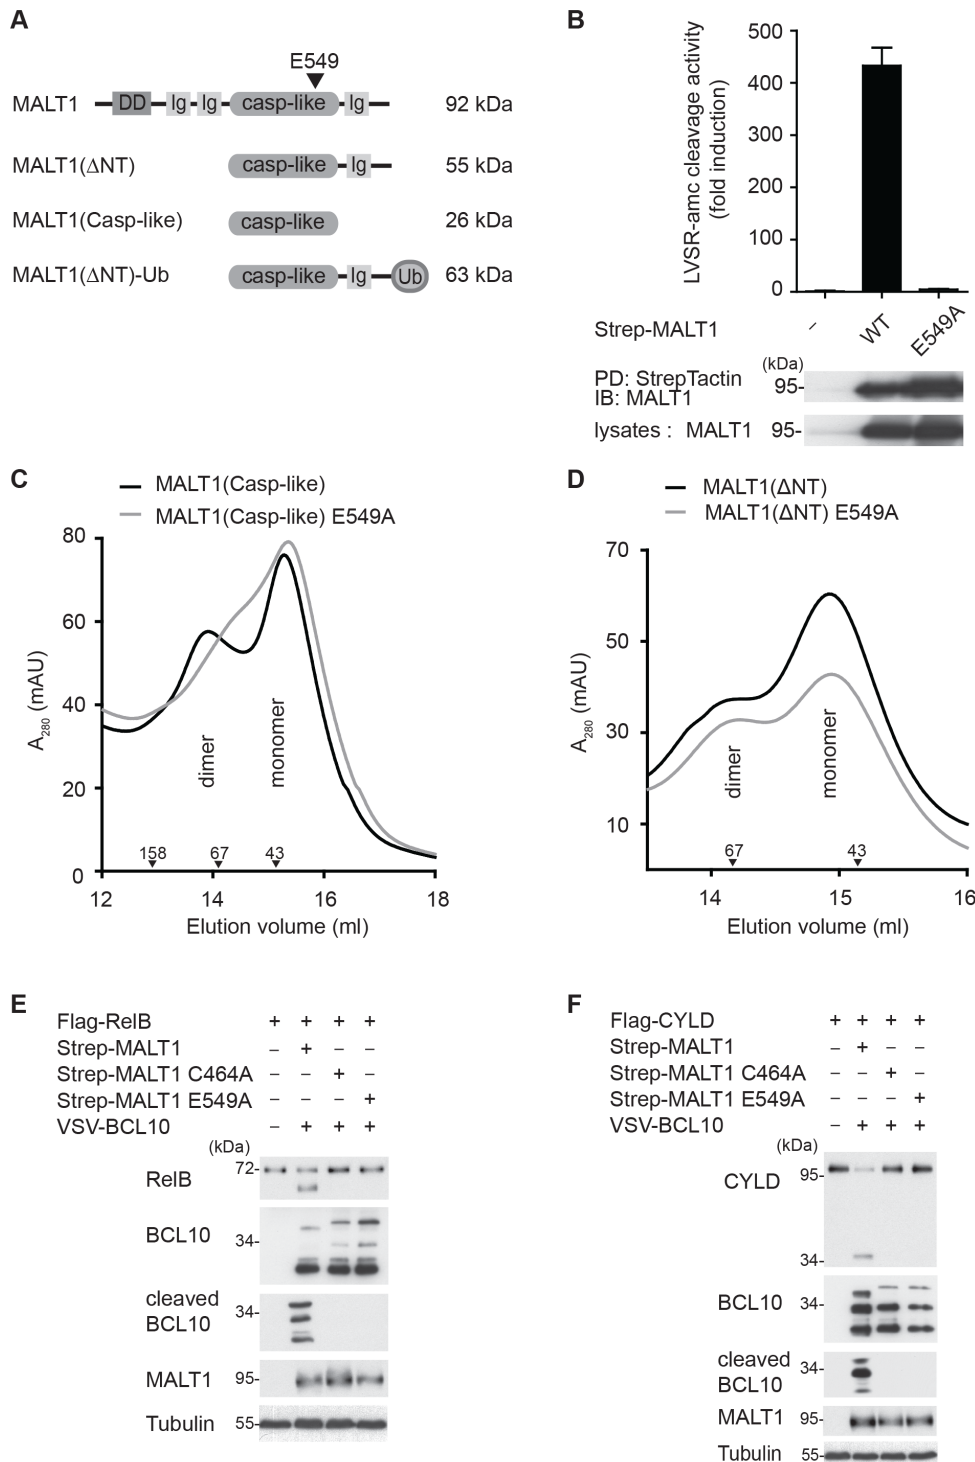 A
E549
MALT1 DD Ig Ig casp-like Ig 92 kDa
MALT1(ΔNT) casp-like Ig 55 kDa
MALT1(Casp-like) casp-like 26 kDa
MALT1(ΔNT)-Ub casp-like Ig Ub 63 kDa
B
LVSR-amc cleavage activity
(fold induction)
500
400
300
200
100
0
Strep-MALT1 – WT E549A
(kDa)
PD: StrepTactin
IB: MALT1 95-
lysates : MALT1 95-
C
MALT1(Casp-like)
MALT1(Casp-like) E549A
A280 (mAU)
80
60
40
20
0
dimer
monomer
158 67 43
12 14 16 18
Elution volume (ml)
D
MALT1(ΔNT)
MALT1(ΔNT) E549A
A280 (mAU)
70
50
30
10
dimer
monomer
67 43
14 15 16
Elution volume (ml)
E
Flag-RelB + + + +
Strep-MALT1 – + – –
Strep-MALT1 C464A – – + –
Strep-MALT1 E549A – – – +
VSV-BCL10 – + + +
(kDa)
RelB 72-
BCL10 34-
cleaved
BCL10 34-
MALT1 95-
Tubulin 55-
F
Flag-CYLD + + + +
Strep-MALT1 – + – –
Strep-MALT1 C464A – – + –
Strep-MALT1 E549A – – – +
VSV-BCL10 – + + +
(kDa)
CYLD 95-
34-
BCL10 34-
cleaved
BCL10 34-
MALT1 95-
Tubulin 55-